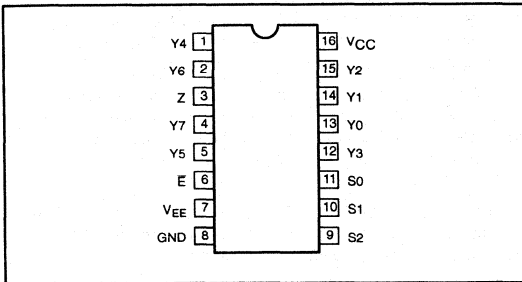 Y4 1 16 VCC
Y6 2 15 Y2
Z 3 14 Y1
Y7 4 13 Y0
Y5 5 12 Y3
E̅ 6 11 S0
VEE 7 10 S1
GND 8 9 S2